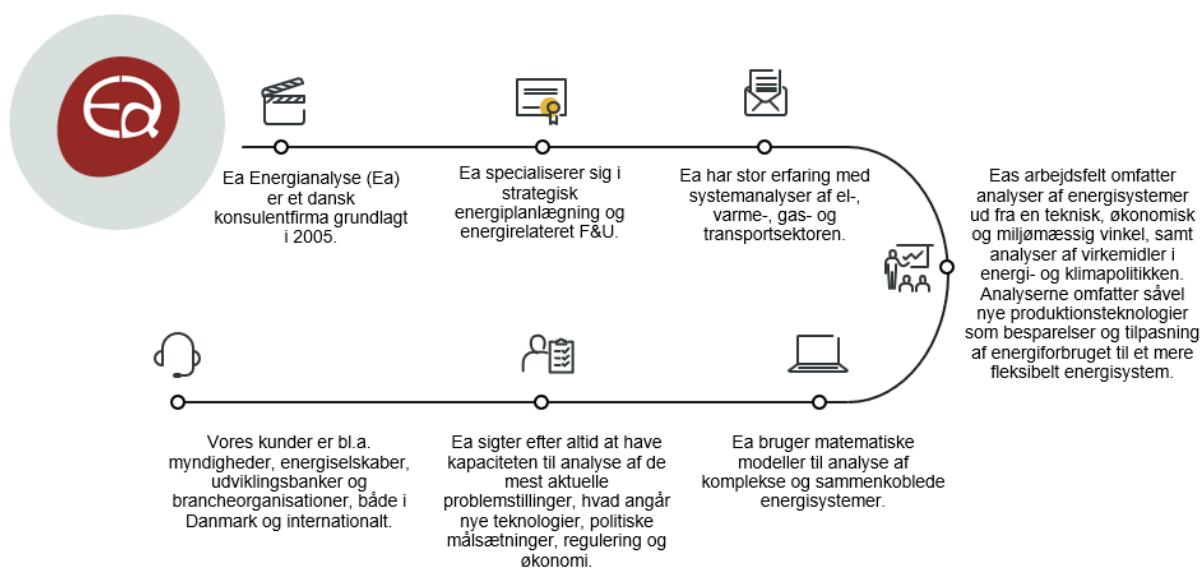 Ea
Ea Energianalyse (Ea)
er et dansk
konsulentfirma grundlagt
i 2005.
Ea specialiserer sig i
strategisk
energiplanlægning og
energirelateret F&U.
Ea har stor erfaring med
systemanalyser af el-,
varme-, gas- og
transportsektoren.
Eas arbejdsfelt omfatter
analyser af energisystemer
ud fra en teknisk, økonomisk
og miljømæssig vinkel, samt
analyser af virkemidler i
energi- og klimapolitikken.
Analyserne omfatter såvel
nye produktionsteknologier
som besparelser og tilpasning
af energiforbruget til et mere
fleksibelt energisystem.
Ea bruger matematiske
modeller til analyse af
komplekse og sammenkoblede
energisystemer.
Ea sigter efter altid at have
kapaciteten til analyse af de
mest aktuelle
problemstillinger, hvad angår
nye teknologier, politiske
målsætninger, regulering og
økonomi.
Vores kunder er bl.a.
myndigheder, energiselskaber,
udviklingsbanker og
brancheorganisationer, både i
Danmark og internationalt.